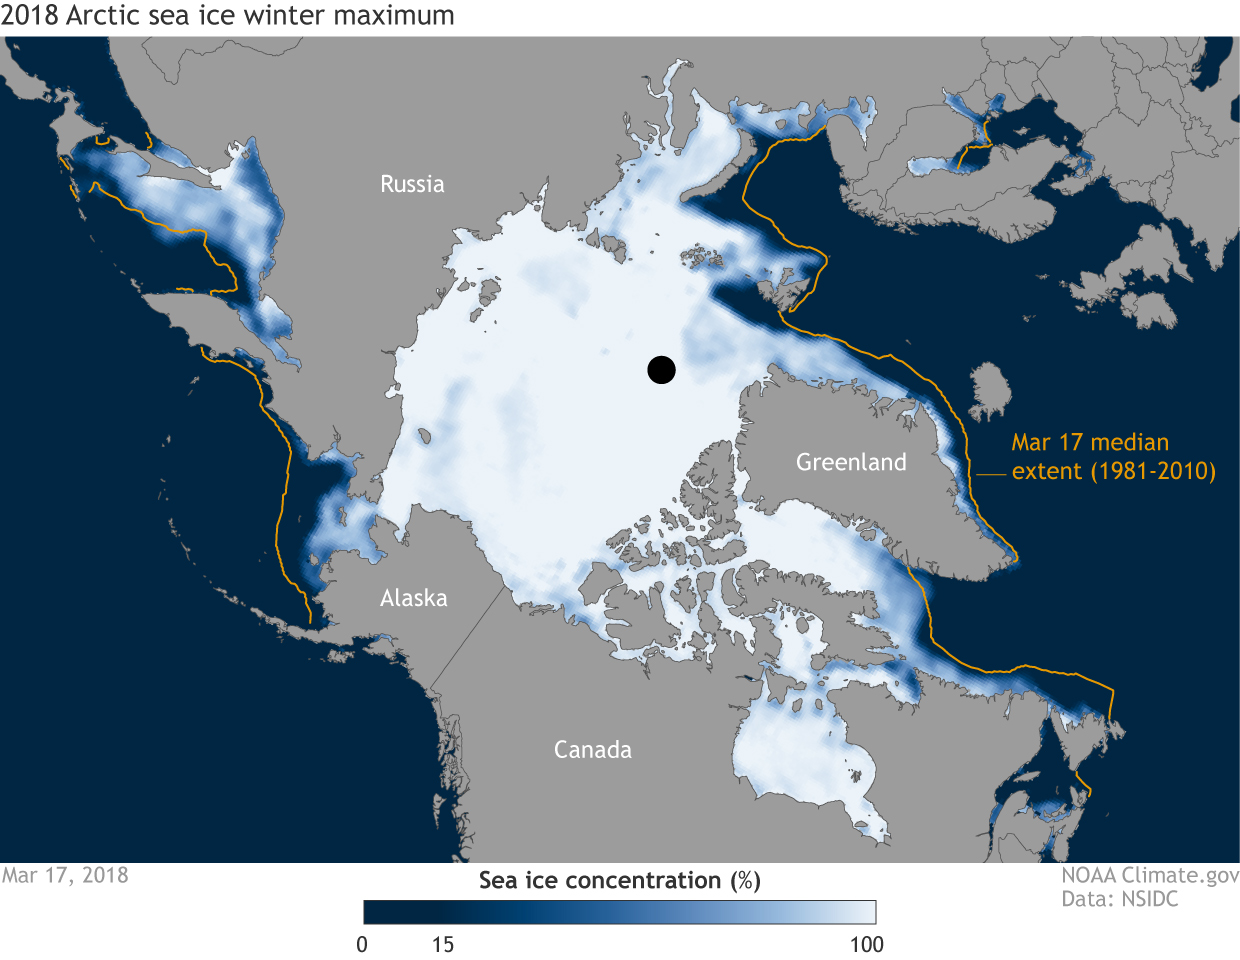 2018 Arctic sea ice winter maximum
Russia
Mar 17 median
extent (1981-2010)
Greenland
Alaska
Canada
Mar 17, 2018
NOAA Climate.gov
Data: NSIDC
Sea ice concentration (%)
0 15 100